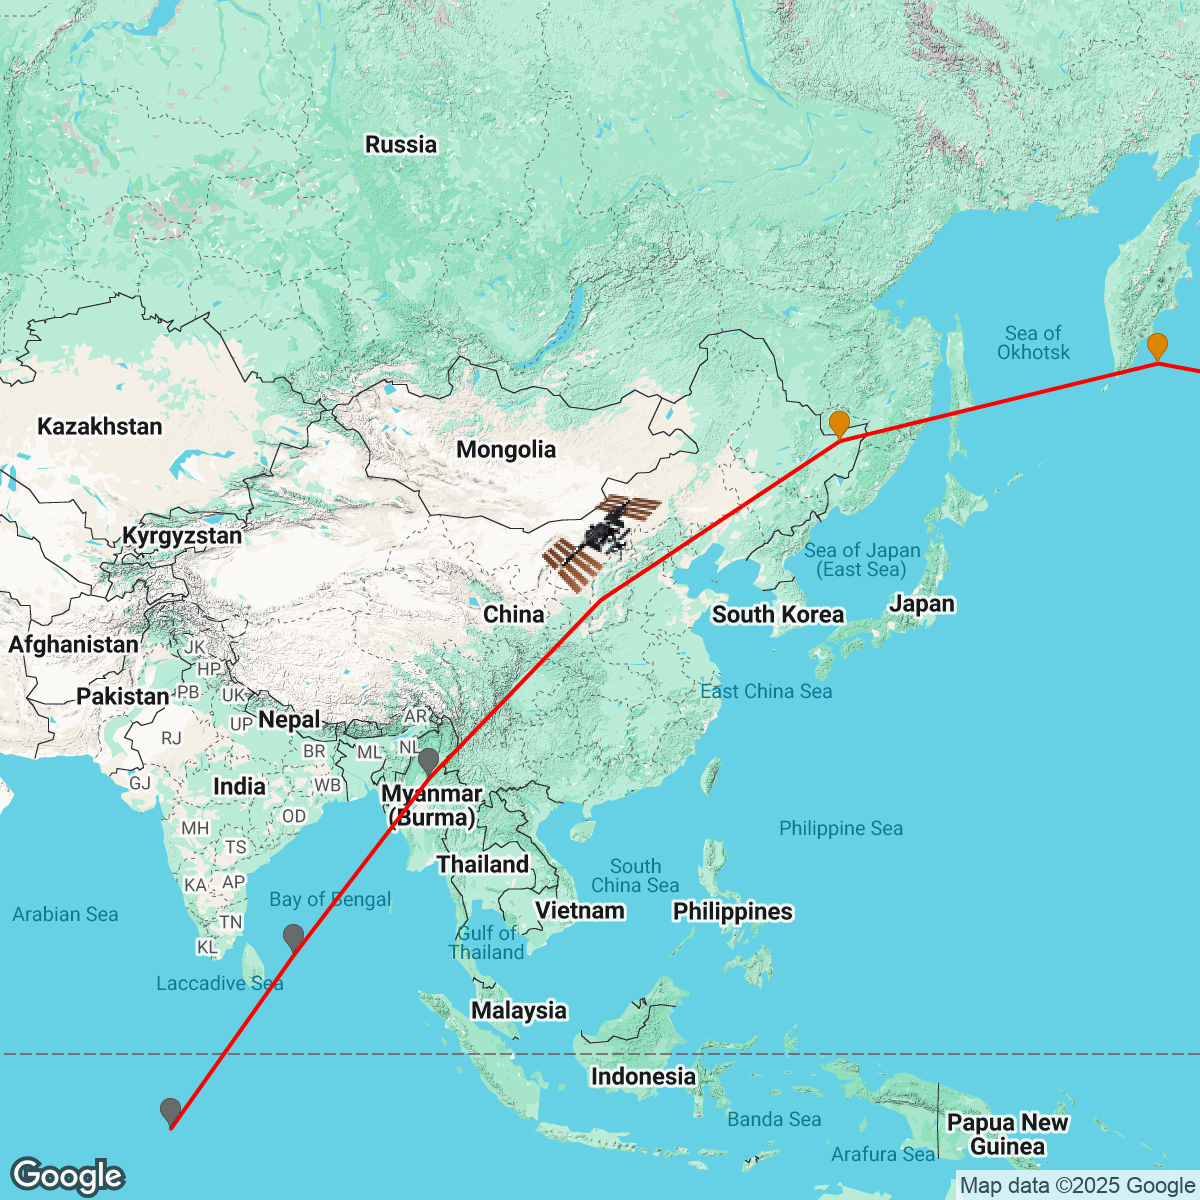 Russia
Sea of
Okhotsk
Kazakhstan
Mongolia
Kyrgyzstan
Sea of Japan
(East Sea)
China
South Korea
Japan
Afghanistan
JK
HP
Pakistan
PB
UK
East China Sea
Nepal
UP
AR
RJ
BR
ML
NL
GJ
India
WB
Myanmar
(Burma)
OD
MH
Philippine Sea
TS
Thailand
South
China Sea
KA
AP
Bay of Bengal
Arabian Sea
TN
Vietnam
Philippines
KL
Gulf of
Thailand
Laccadive Sea
Malaysia
Indonesia
Banda Sea
Papua New
Guinea
Arafura Sea
Google
Map data ©2025 Google